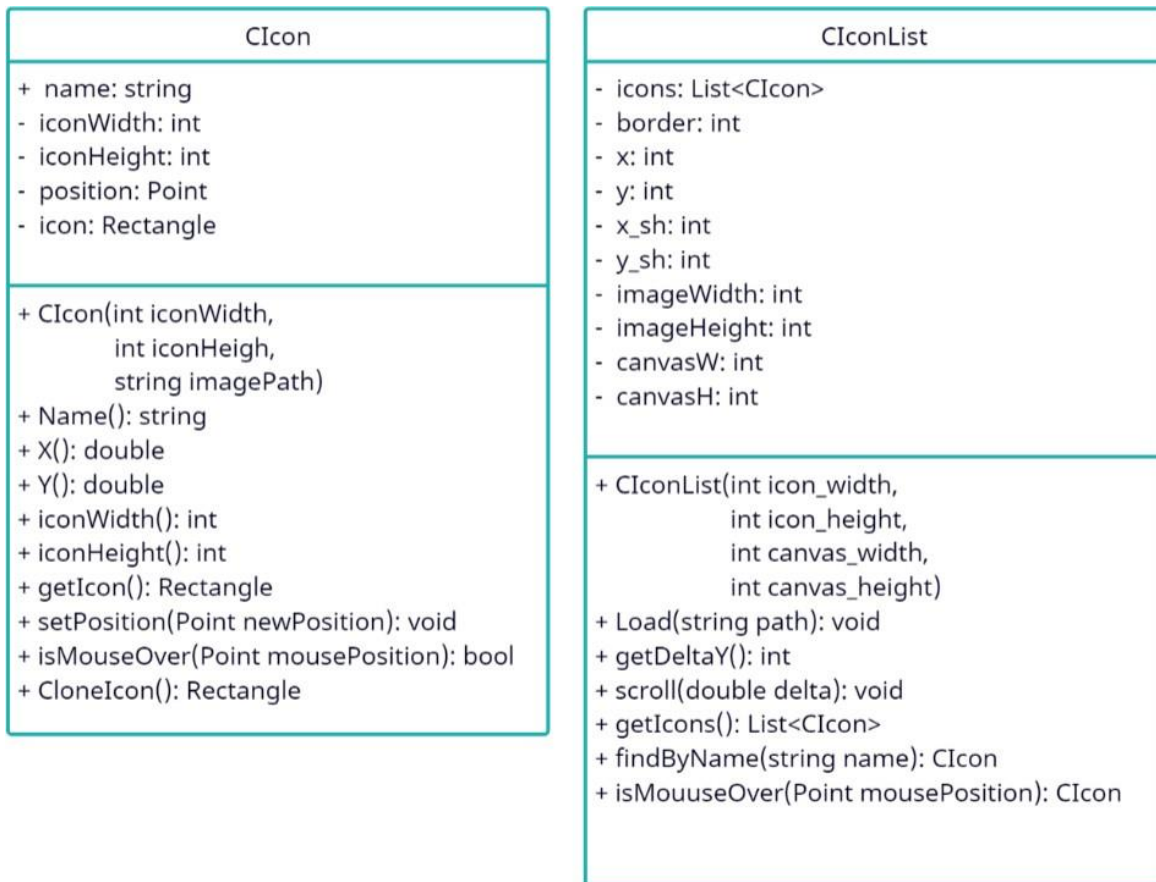 CIcon
+ name: string
- iconWidth: int
- iconHeight: int
- position: Point
- icon: Rectangle
+ CIcon(int iconWidth,
int iconHeigh,
string imagePath)
+ Name(): string
+ X(): double
+ Y(): double
+ iconWidth(): int
+ iconHeight(): int
+ getIcon(): Rectangle
+ setPosition(Point newPosition): void
+ isMouseOver(Point mousePosition): bool
+ CloneIcon(): Rectangle
CIconList
- icons: List<CIcon>
- border: int
- x: int
- y: int
- x_sh: int
- y_sh: int
- imageWidth: int
- imageHeight: int
- canvasW: int
- canvasH: int
+ CIconList(int icon_width,
int icon_height,
int canvas_width,
int canvas_height)
+ Load(string path): void
+ getDeltaY(): int
+ scroll(double delta): void
+ getIcons(): List<CIcon>
+ findByName(string name): CIcon
+ isMouuseOver(Point mousePosition): CIcon